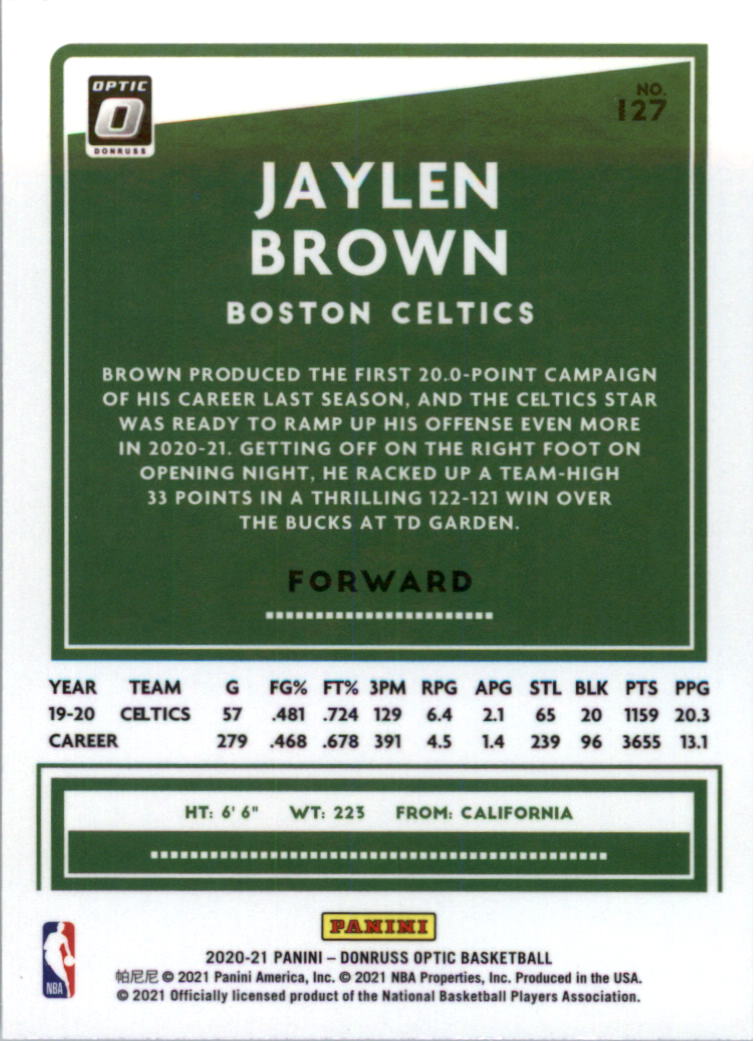 OPTIC
DONRUSS
NO.
127
JAYLEN
BROWN
BOSTON CELTICS
BROWN PRODUCED THE FIRST 20.0-POINT CAMPAIGN
OF HIS CAREER LAST SEASON, AND THE CELTICS STAR
WAS READY TO RAMP UP HIS OFFENSE EVEN MORE
IN 2020-21. GETTING OFF ON THE RIGHT FOOT ON
OPENING NIGHT, HE RACKED UP A TEAM-HIGH
33 POINTS IN A THRILLING 122-121 WIN OVER
THE BUCKS AT TD GARDEN.
FORWARD
YEAR TEAM G FG% FT% 3PM RPG APG STL BLK PTS PPG
19-20 CELTICS 57 .481 .724 129 6.4 2.1 65 20 1159 20.3
CAREER 279 .468 .678 391 4.5 1.4 239 96 3655 13.1
HT: 6' 6" WT: 223 FROM: CALIFORNIA
PANINI
2020-21 PANINI – DONRUSS OPTIC BASKETBALL
帕尼尼 © 2021 Panini America, Inc. © 2021 NBA Properties, Inc. Produced in the USA.
© 2021 Officially licensed product of the National Basketball Players Association.
NBA